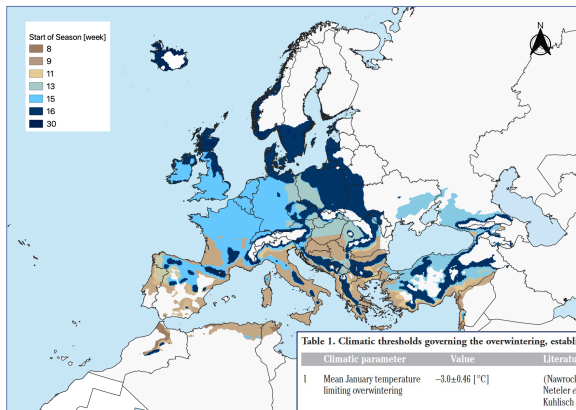 N
Start of Season [week]
8
9
11
13
15
16
30
Table 1. Climatic thresholds governing the overwintering, establi
Climatic parameter Value Literatu
1 Mean January temperature −3.0±0.46 [°C] (Nawrock
limiting overwintering Neteler e
Kuhlisch